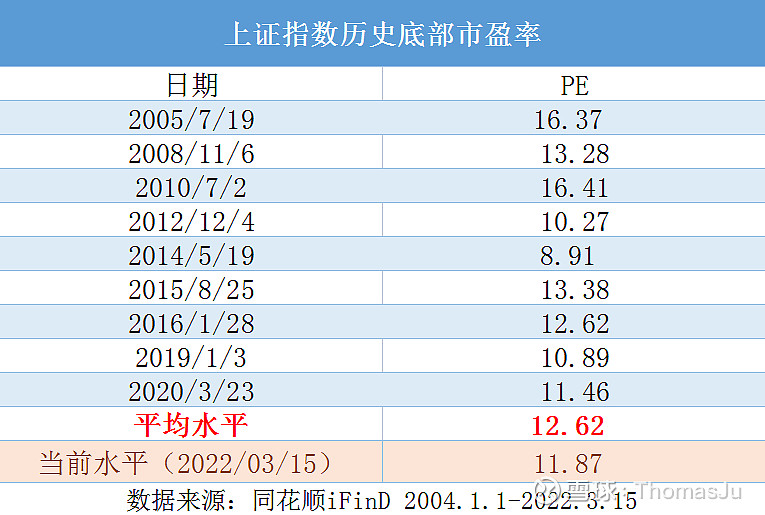 上证指数历史底部市盈率
日期 PE
2005/7/19 16.37
2008/11/6 13.28
2010/7/2 16.41
2012/12/4 10.27
2014/5/19 8.91
2015/8/25 13.38
2016/1/28 12.62
2019/1/3 10.89
2020/3/23 11.46
平均水平 12.62
当前水平（2022/03/15） 11.87
数据来源：同花顺iFinD 2004.1.1-2022.3.15
雪球：ThomasJu